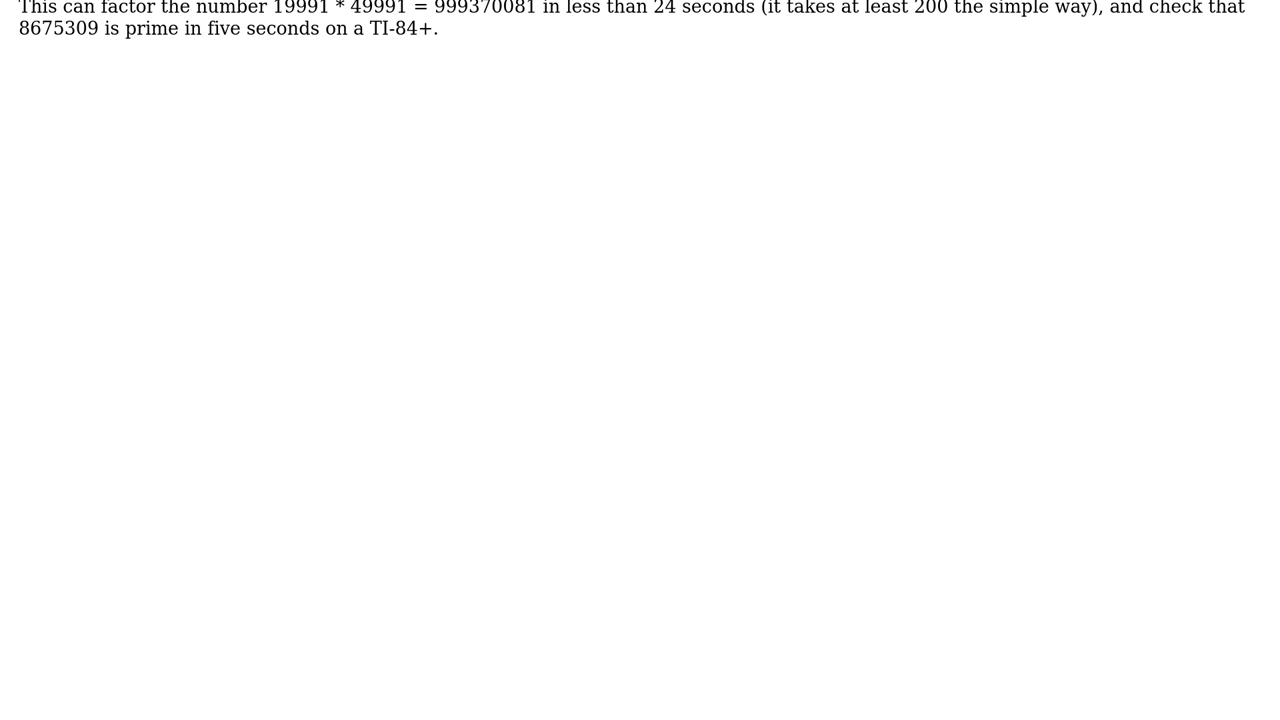 This can factor the number 19991 * 49991 = 999370081 in less than 24 seconds (it takes at least 200 the simple way), and check that
8675309 is prime in five seconds on a TI-84+.